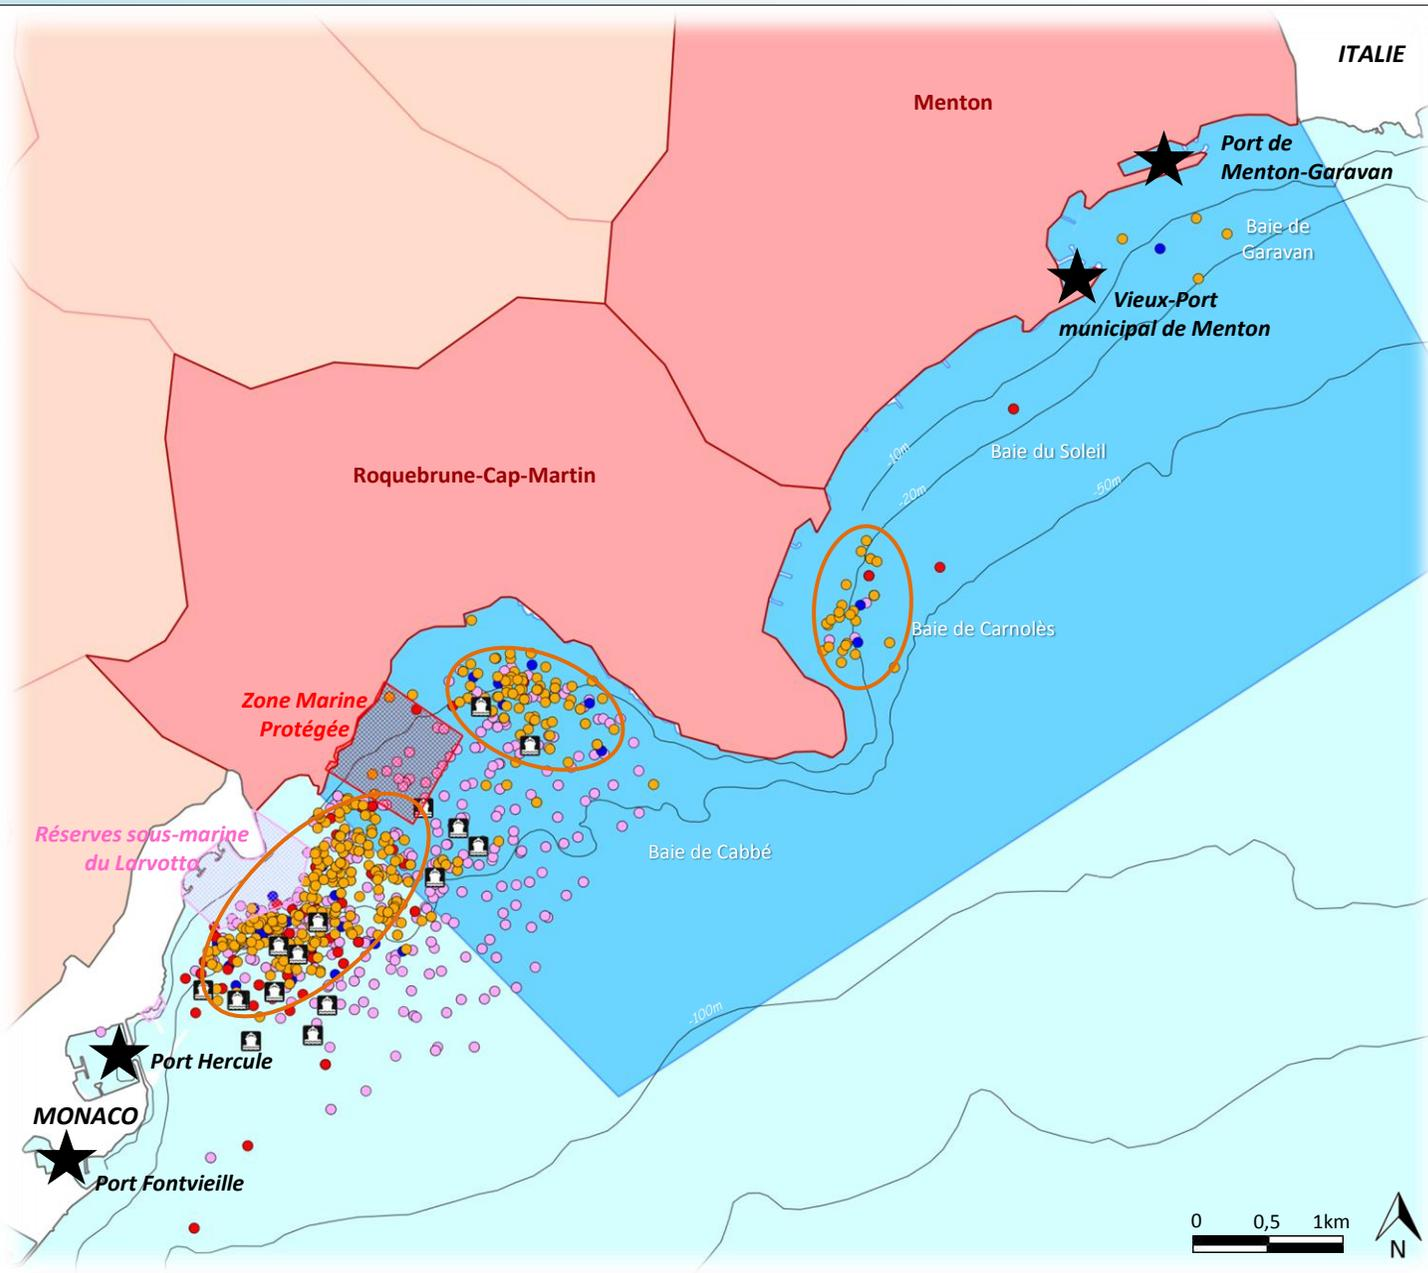 ITALIE
Menton
Port de
Menton-Garavan
Baie de
Garavan
Vieux-Port
municipal de Menton
Baie du Soleil
-10m
-20m
-50m
Roquebrune-Cap-Martin
Baie de Carnolès
Zone Marine
Protégée
Réserves sous-marine
du Larvotto
Baie de Cabbé
-100m
Port Hercule
MONACO
Port Fontvieille
0 0,5 1km
N